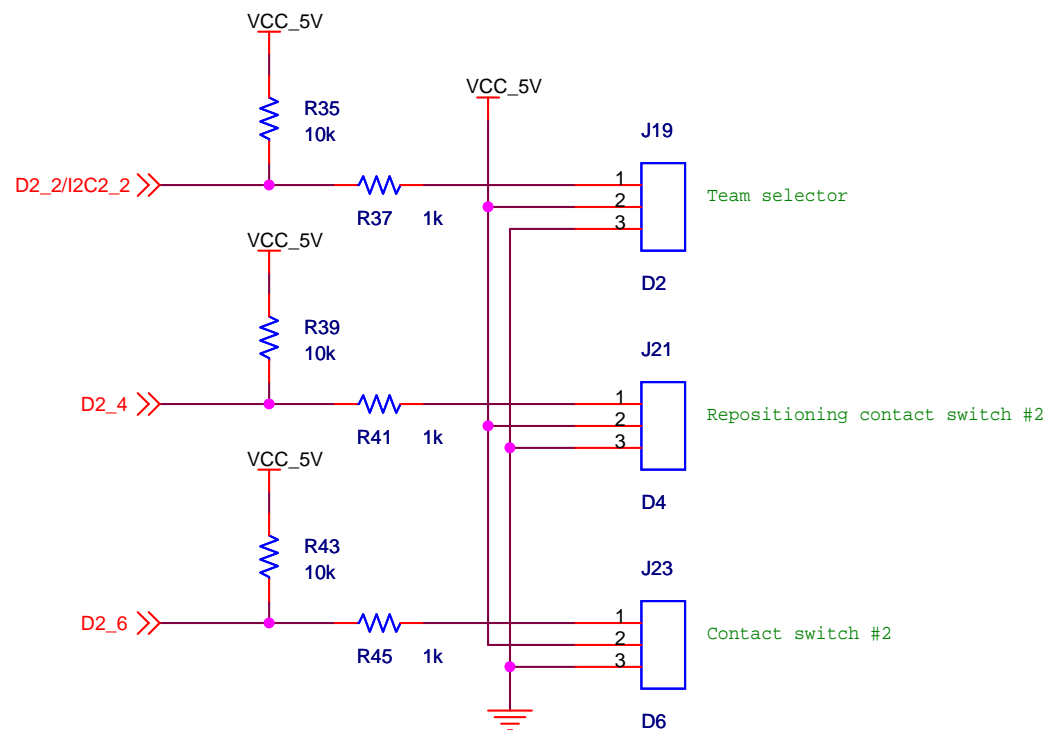 VCC_5V
R35
10k
VCC_5V
J19
D2_2/I2C2_2
R37 1k
1
2
3
Team selector
D2
VCC_5V
R39
10k
J21
D2_4
R41 1k
1
2
3
Repositioning contact switch #2
D4
VCC_5V
R43
10k
J23
D2_6
R45 1k
1
2
3
Contact switch #2
D6